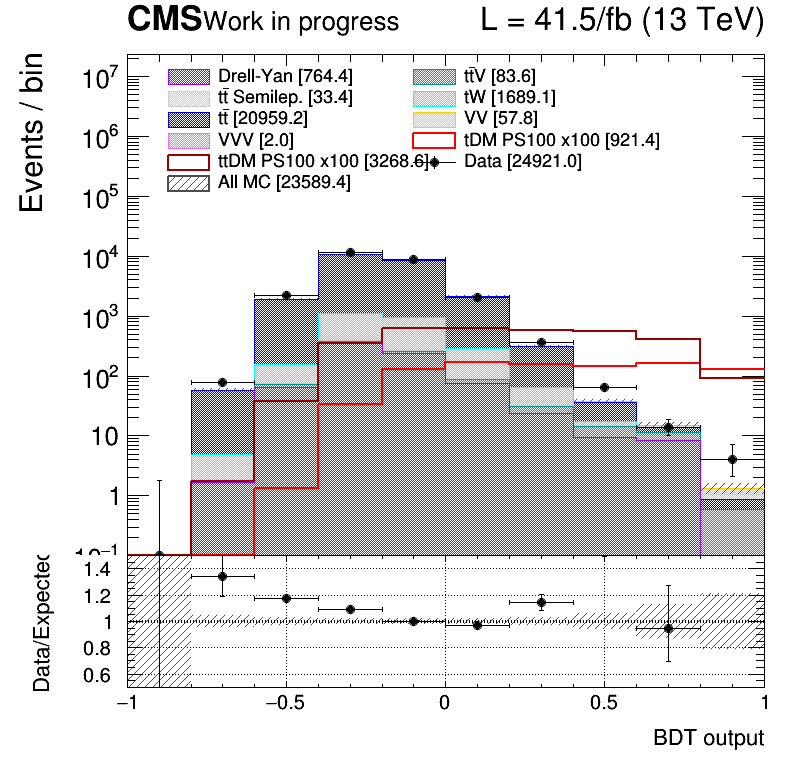 CMS Work in progress L = 41.5/fb (13 TeV)
Events / bin
10⁷
10⁶
10⁵
10⁴
10³
10²
10
1
10⁻¹
Drell-Yan [764.4] tt̄V [83.6]
tt̄ Semilep. [33.4] tW [1689.1]
tt̄ [20959.2] VV [57.8]
VVV [2.0] tDM PS100 x100 [921.4]
ttDM PS100 x100 [3268.6] Data [24921.0]
All MC [23589.4]
Data/Expected
1.4
1.2
1
0.8
0.6
−1 −0.5 0 0.5 1
BDT output